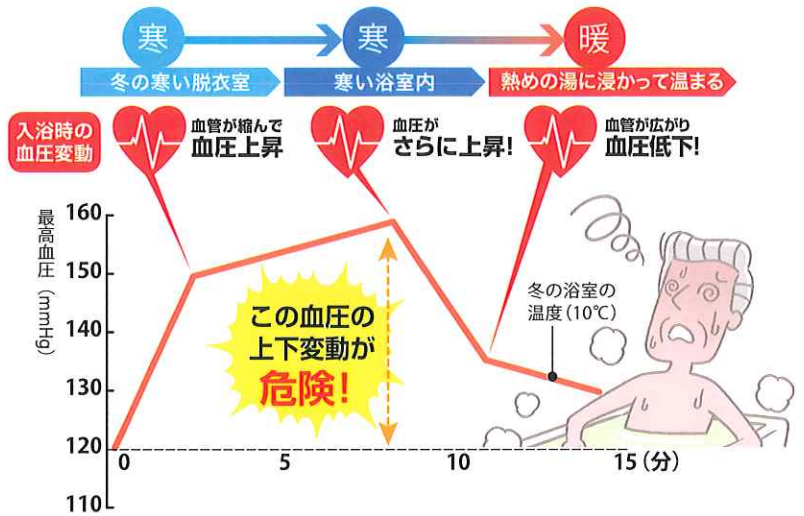 寒
寒
暖
冬の寒い脱衣室
寒い浴室内
熱めの湯に浸かって温まる
入浴時の
血圧変動
血管が縮んで
血圧上昇
血圧が
さらに上昇!
血管が広がり
血圧低下!
最高血圧(mmHg)
160
150
140
130
120
110
この血圧の
上下変動が
危険!
冬の浴室の
温度(10℃)
0
5
10
15(分)